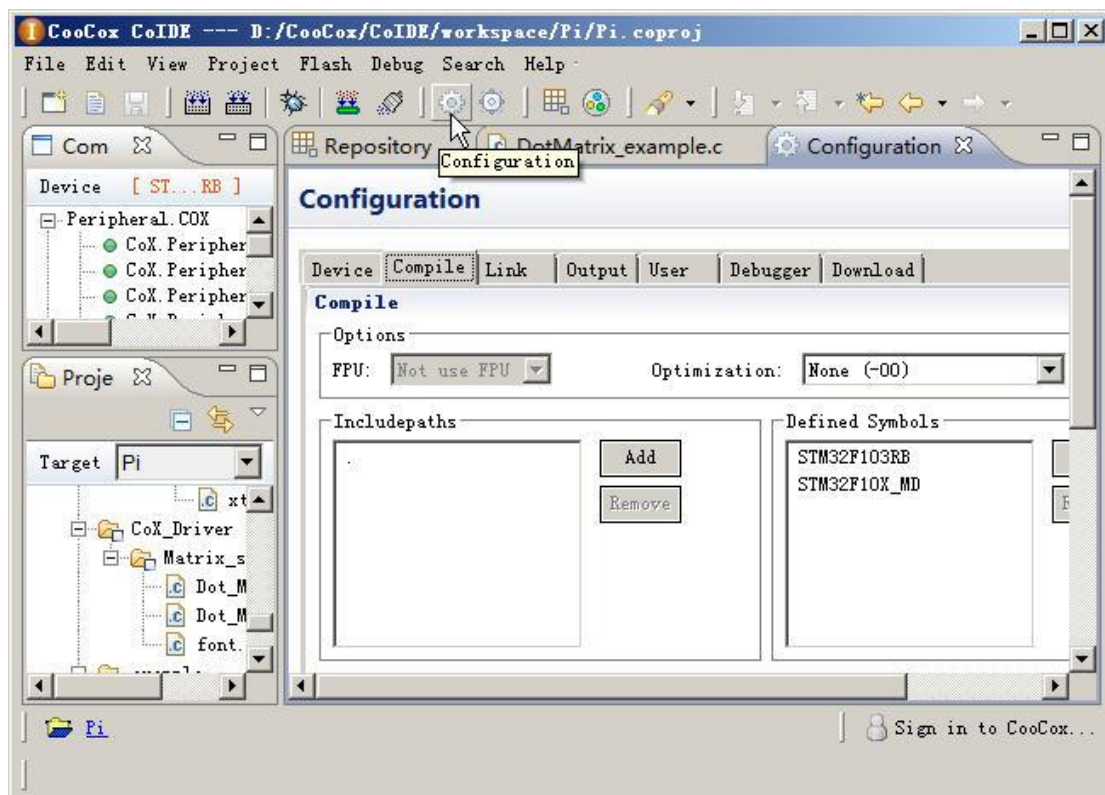 CooCox CoIDE --- D:/CooCox/CoIDE/workspace/Pi/Pi.coproj
File Edit View Project Flash Debug Search Help
Com
Device [ ST...RB ]
Peripheral.COX
CoX.Peripher
CoX.Peripher
CoX.Peripher
Proje
Target Pi
xt
CoX_Driver
Matrix_s
Dot_M
Dot_M
font.
Repository DotMatrix_example.c Configuration
Configuration
Configuration
Device Compile Link Output User Debugger Download
Compile
Options
FPU: Not use FPU Optimization: None (-O0)
Includepaths
.
Add
Remove
Defined Symbols
STM32F103RB
STM32F10X_MD
Pi
Sign in to CooCox...